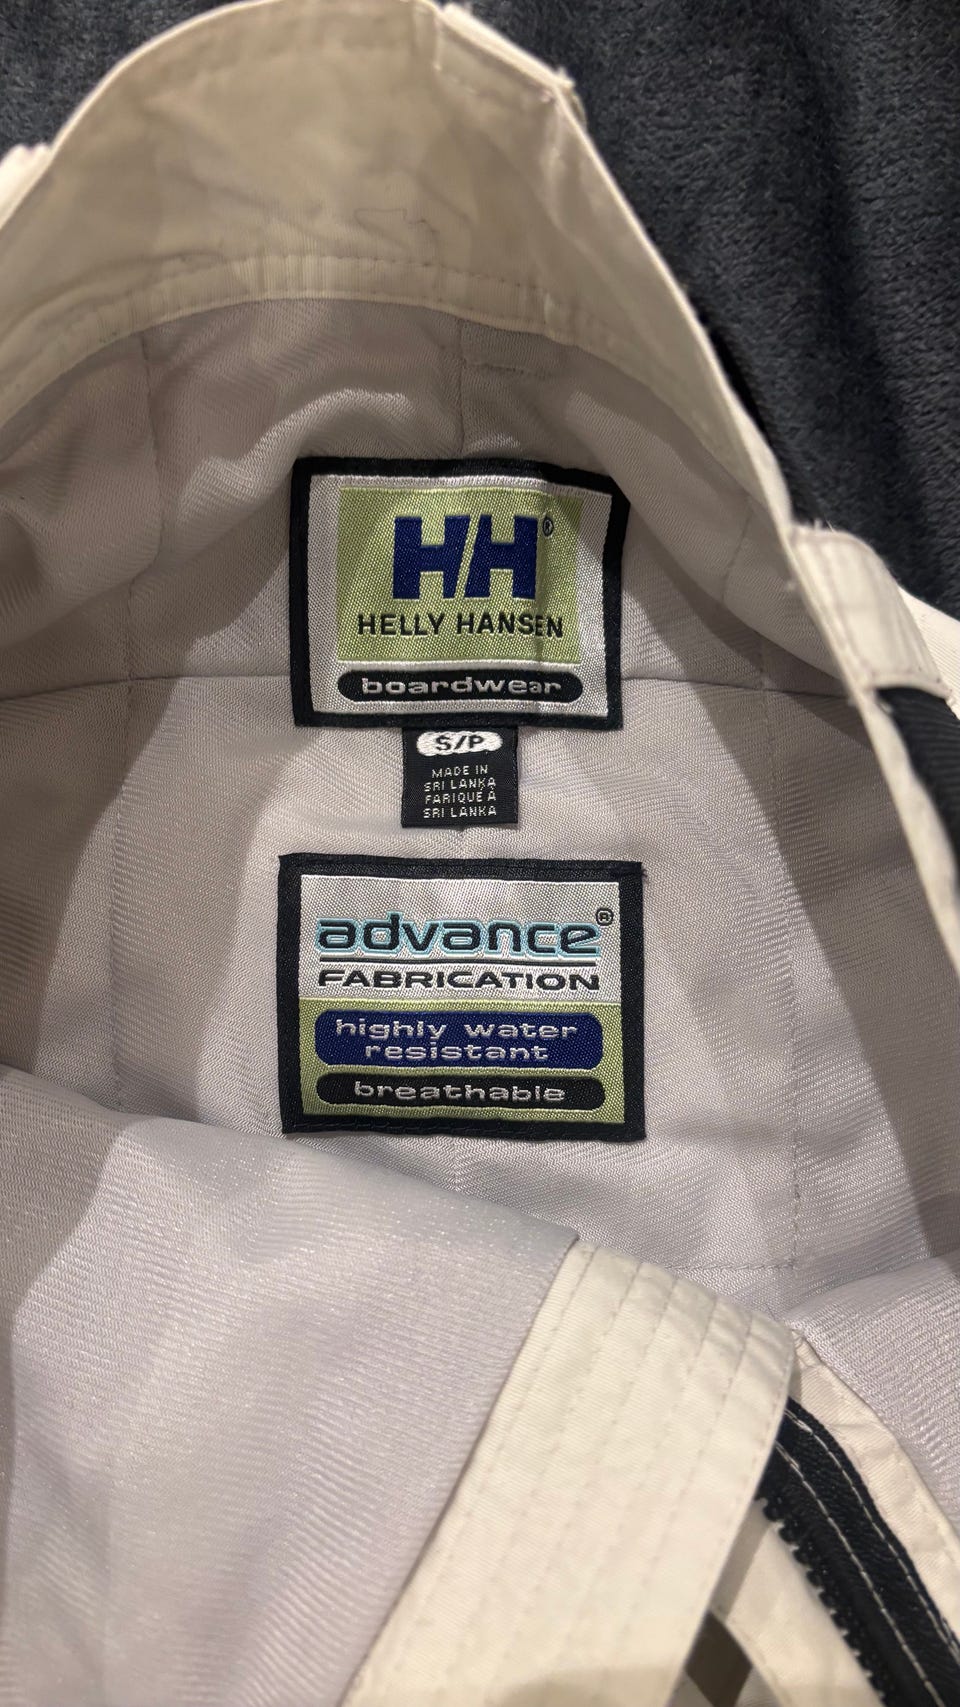 HH®
HELLY HANSEN
boardwear
S/P
MADE IN
SRI LANKA
FARIQUE À
SRI LANKA
advance®
FABRICATION
highly water
resistant
breathable